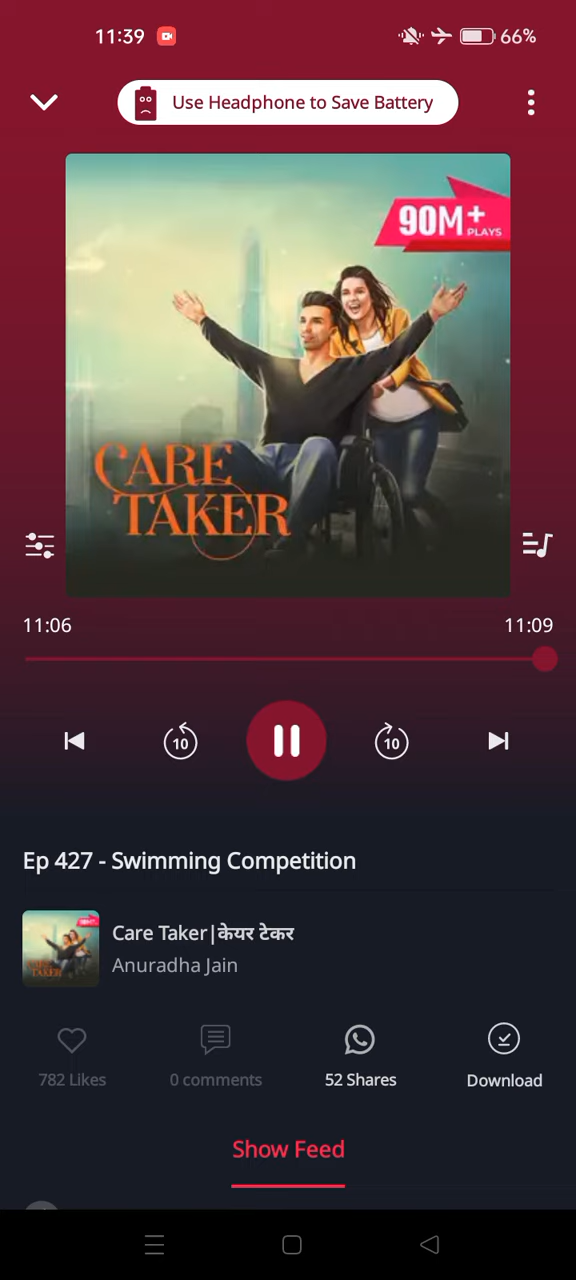 11:39
66%
Use Headphone to Save Battery
90M+
PLAYS
CARE
TAKER
11:06
11:09
10
10
Ep 427 - Swimming Competition
Care Taker|केयर टेकर
Anuradha Jain
782 Likes
0 comments
52 Shares
Download
Show Feed